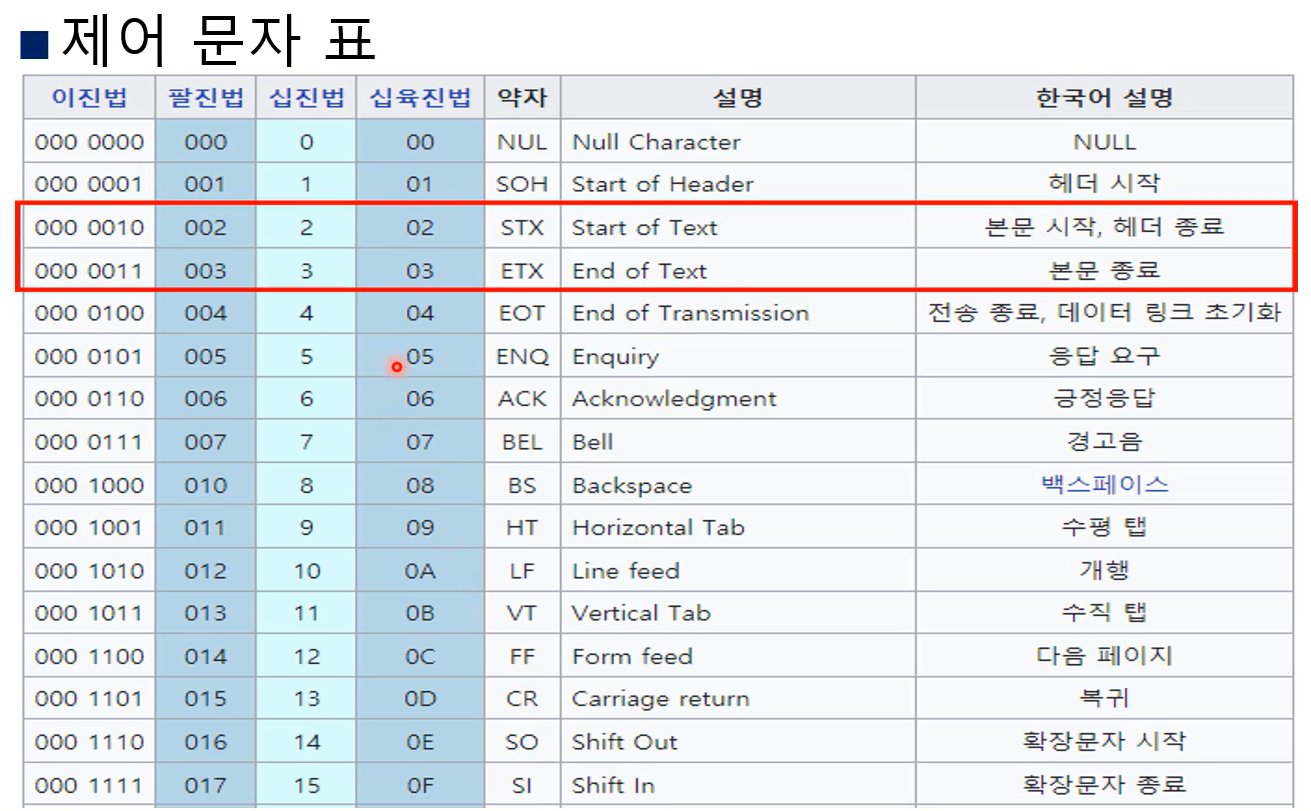 제어 문자 표
이진법 팔진법 십진법 십육진법 약자 설명 한국어 설명
000 0000 000 0 00 NUL Null Character NULL
000 0001 001 1 01 SOH Start of Header 헤더 시작
000 0010 002 2 02 STX Start of Text 본문 시작, 헤더 종료
000 0011 003 3 03 ETX End of Text 본문 종료
000 0100 004 4 04 EOT End of Transmission 전송 종료, 데이터 링크 초기화
000 0101 005 5 05 ENQ Enquiry 응답 요구
000 0110 006 6 06 ACK Acknowledgment 긍정응답
000 0111 007 7 07 BEL Bell 경고음
000 1000 010 8 08 BS Backspace 백스페이스
000 1001 011 9 09 HT Horizontal Tab 수평 탭
000 1010 012 10 0A LF Line feed 개행
000 1011 013 11 0B VT Vertical Tab 수직 탭
000 1100 014 12 0C FF Form feed 다음 페이지
000 1101 015 13 0D CR Carriage return 복귀
000 1110 016 14 0E SO Shift Out 확장문자 시작
000 1111 017 15 0F SI Shift In 확장문자 종료